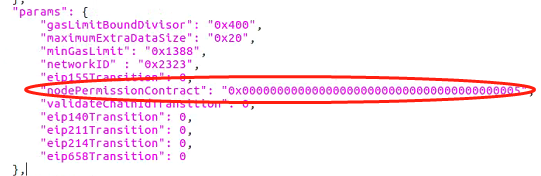 },
"params": {
"gasLimitBoundDivisor": "0x400",
"maximumExtraDataSize": "0x20",
"minGasLimit": "0x1388",
"networkID" : "0x2323",
"eip155Transition": 0,
"nodePermissionContract": "0x0000000000000000000000000000000000000005",
"validateChainIdTransition": 0,
"eip140Transition": 0,
"eip211Transition": 0,
"eip214Transition": 0,
"eip658Transition": 0
},